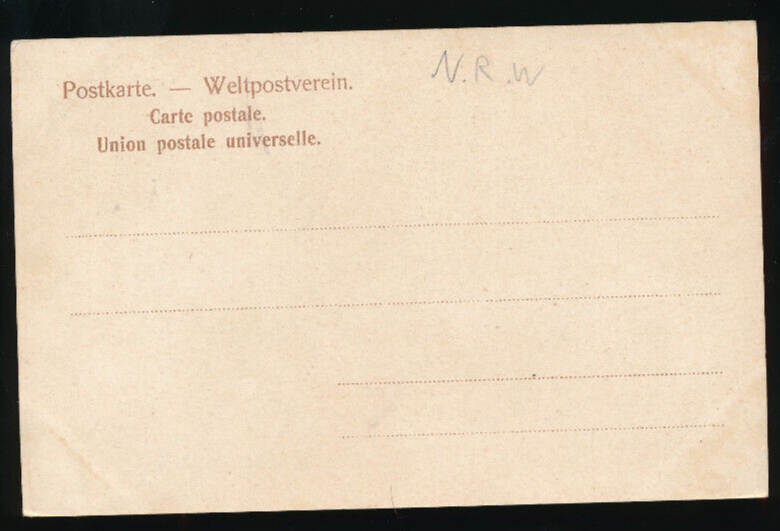 N.R.W
Postkarte. — Weltpostverein.
Carte postale.
Union postale universelle.